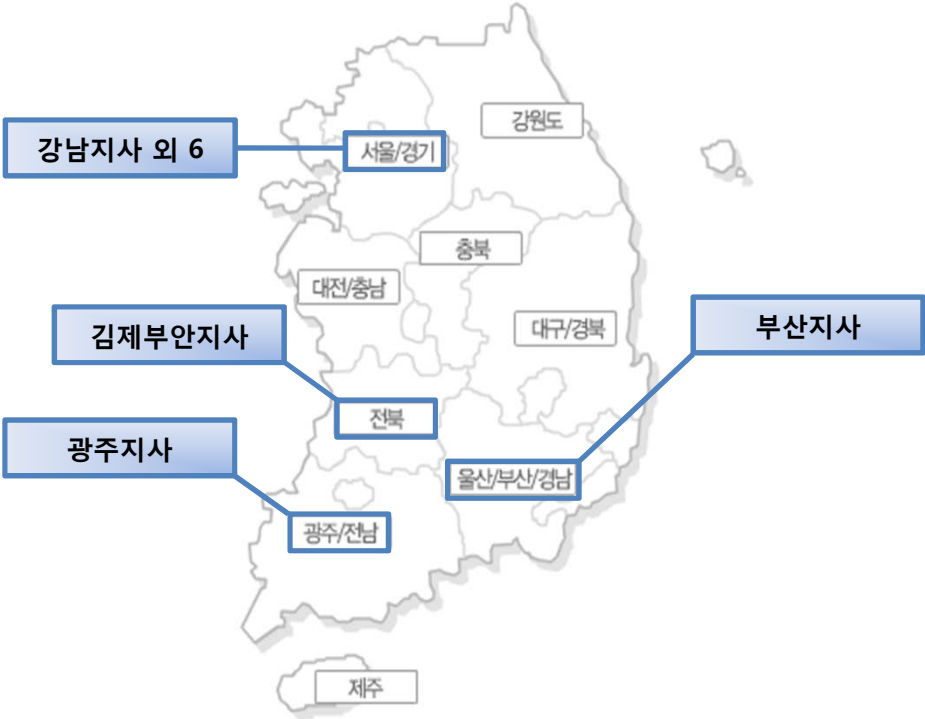 강원도
강남지사 외 6
서울/경기
충북
대전/충남
김제부안지사
대구/경북
부산지사
전북
광주지사
울산/부산/경남
광주/전남
제주